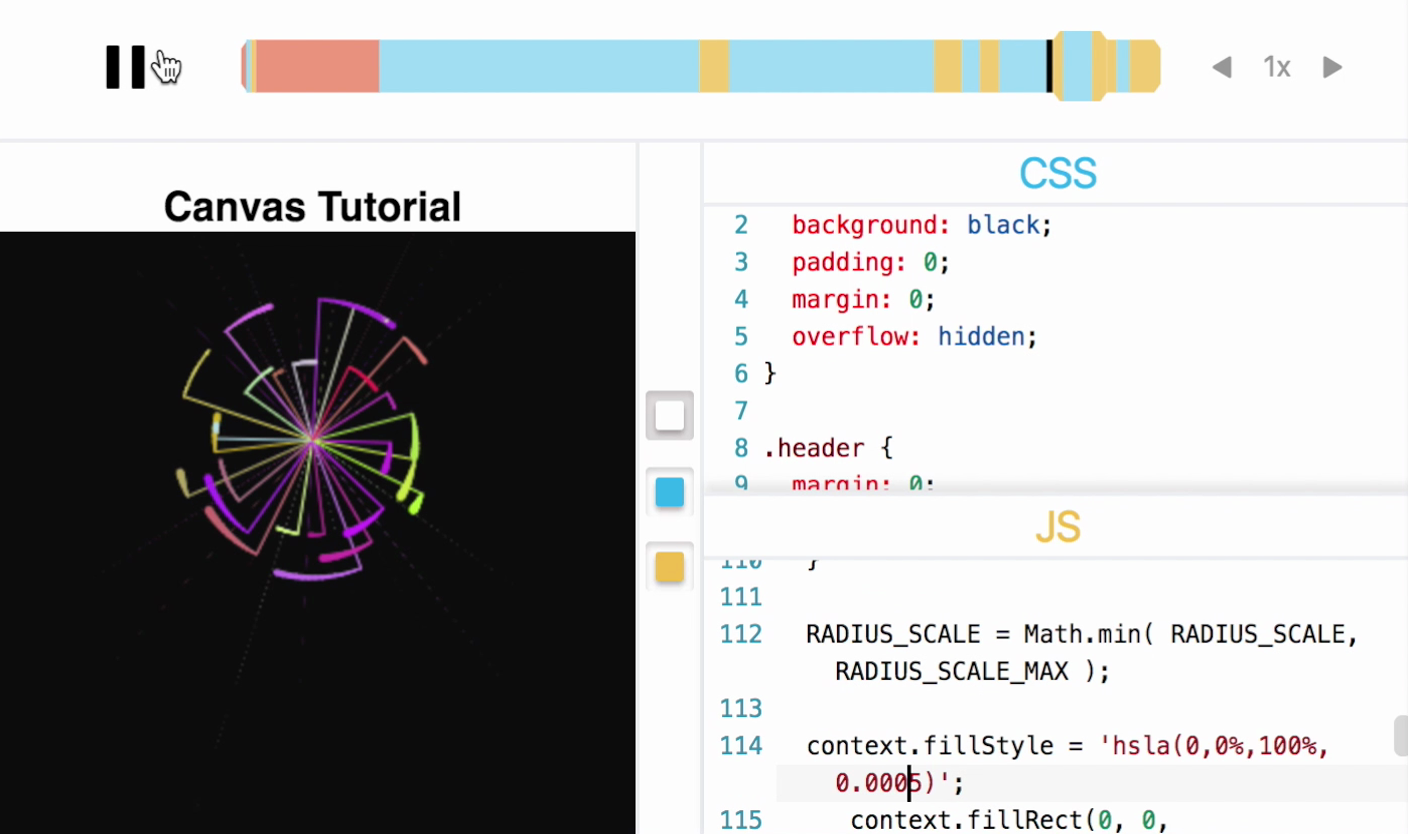 1x
Canvas Tutorial
CSS
2 background: black;
3 padding: 0;
4 margin: 0;
5 overflow: hidden;
6 }
7
8 .header {
9 margin: 0;
JS
110 }
111
112 RADIUS_SCALE = Math.min( RADIUS_SCALE,
RADIUS_SCALE_MAX );
113
114 context.fillStyle = 'hsla(0,0%,100%,
0.0005)';
115 context.fillRect(0, 0,